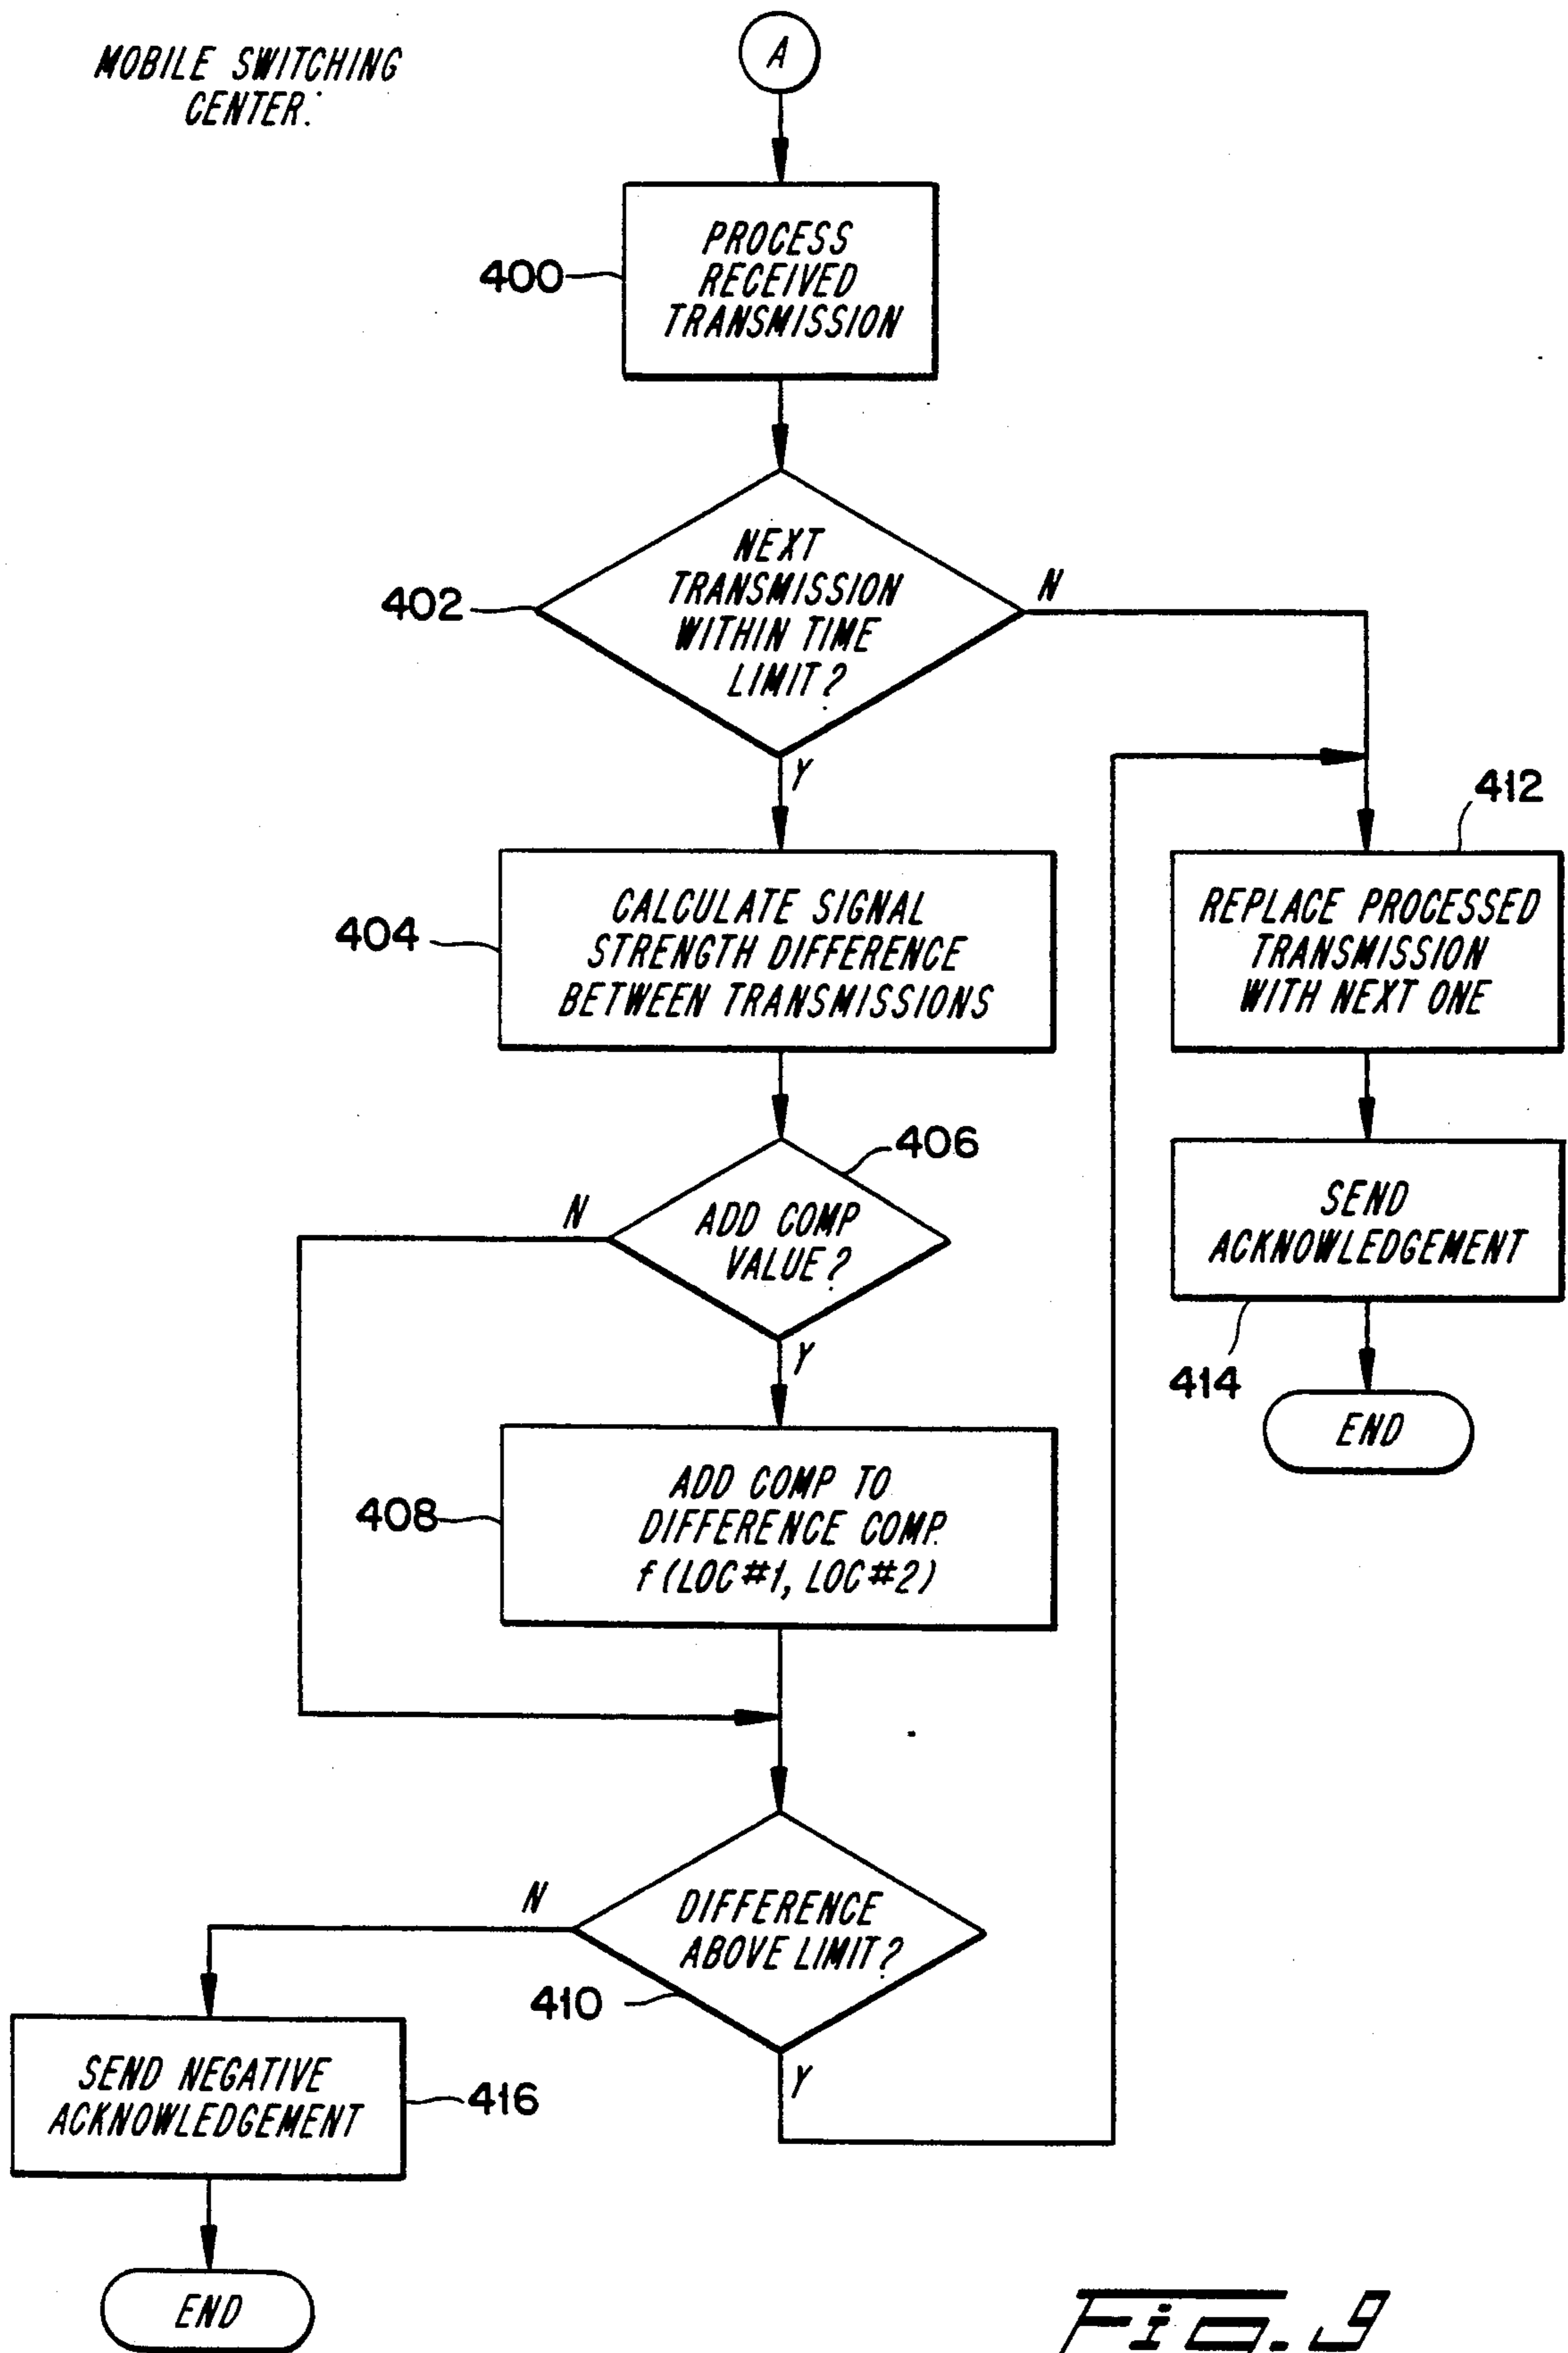 MOBILE SWITCHING
CENTER:
A
400
PROCESS
RECEIVED
TRANSMISSION
402
NEXT
TRANSMISSION
WITHIN TIME
LIMIT?
N
Y
412
404
CALCULATE SIGNAL
STRENGTH DIFFERENCE
BETWEEN TRANSMISSIONS
REPLACE PROCESSED
TRANSMISSION
WITH NEXT ONE
406
N
ADD COMP
VALUE?
Y
SEND
ACKNOWLEDGEMENT
414
END
408
ADD COMP TO
DIFFERENCE COMP.
f(LOC#1, LOC#2)
N
DIFFERENCE
ABOVE LIMIT?
410
Y
SEND NEGATIVE
ACKNOWLEDGEMENT
416
END
Fig. 9